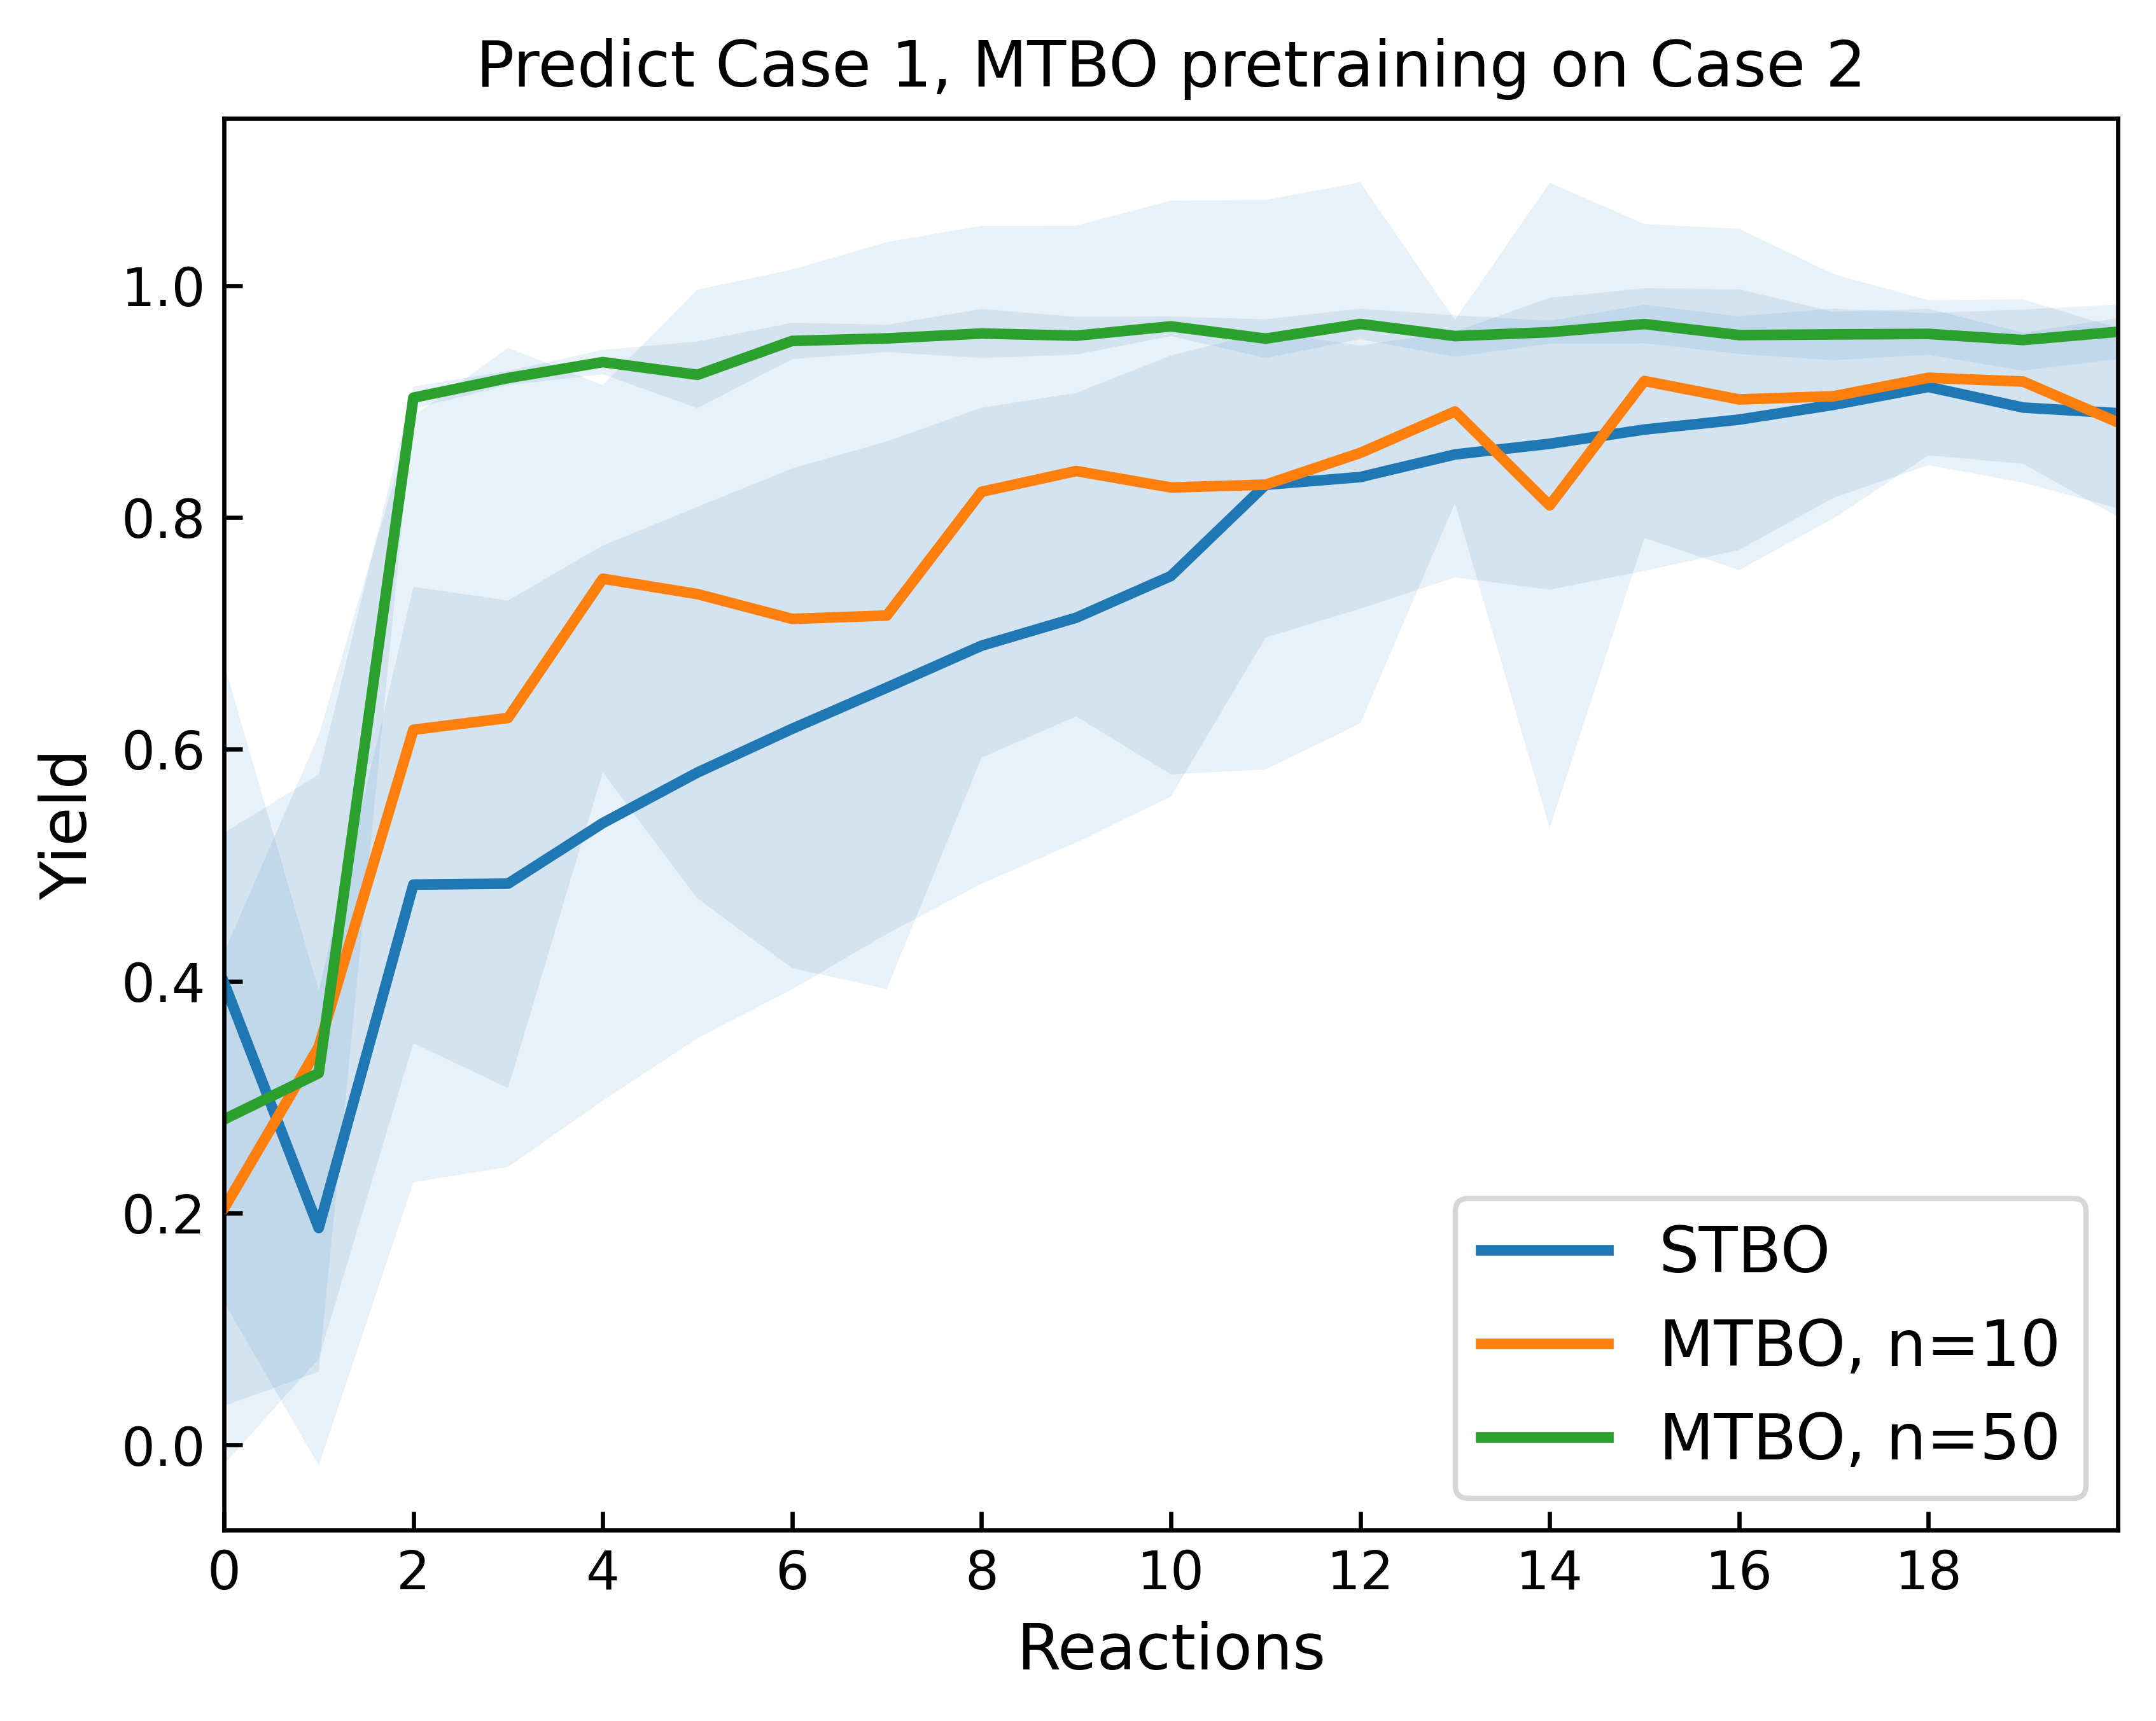 Predict Case 1, MTBO pretraining on Case 2
1.0
0.8
0.6
0.4
0.2
0.0
Yield
STBO
MTBO, n=10
MTBO, n=50
0 2 4 6 8 10 12 14 16 18
Reactions